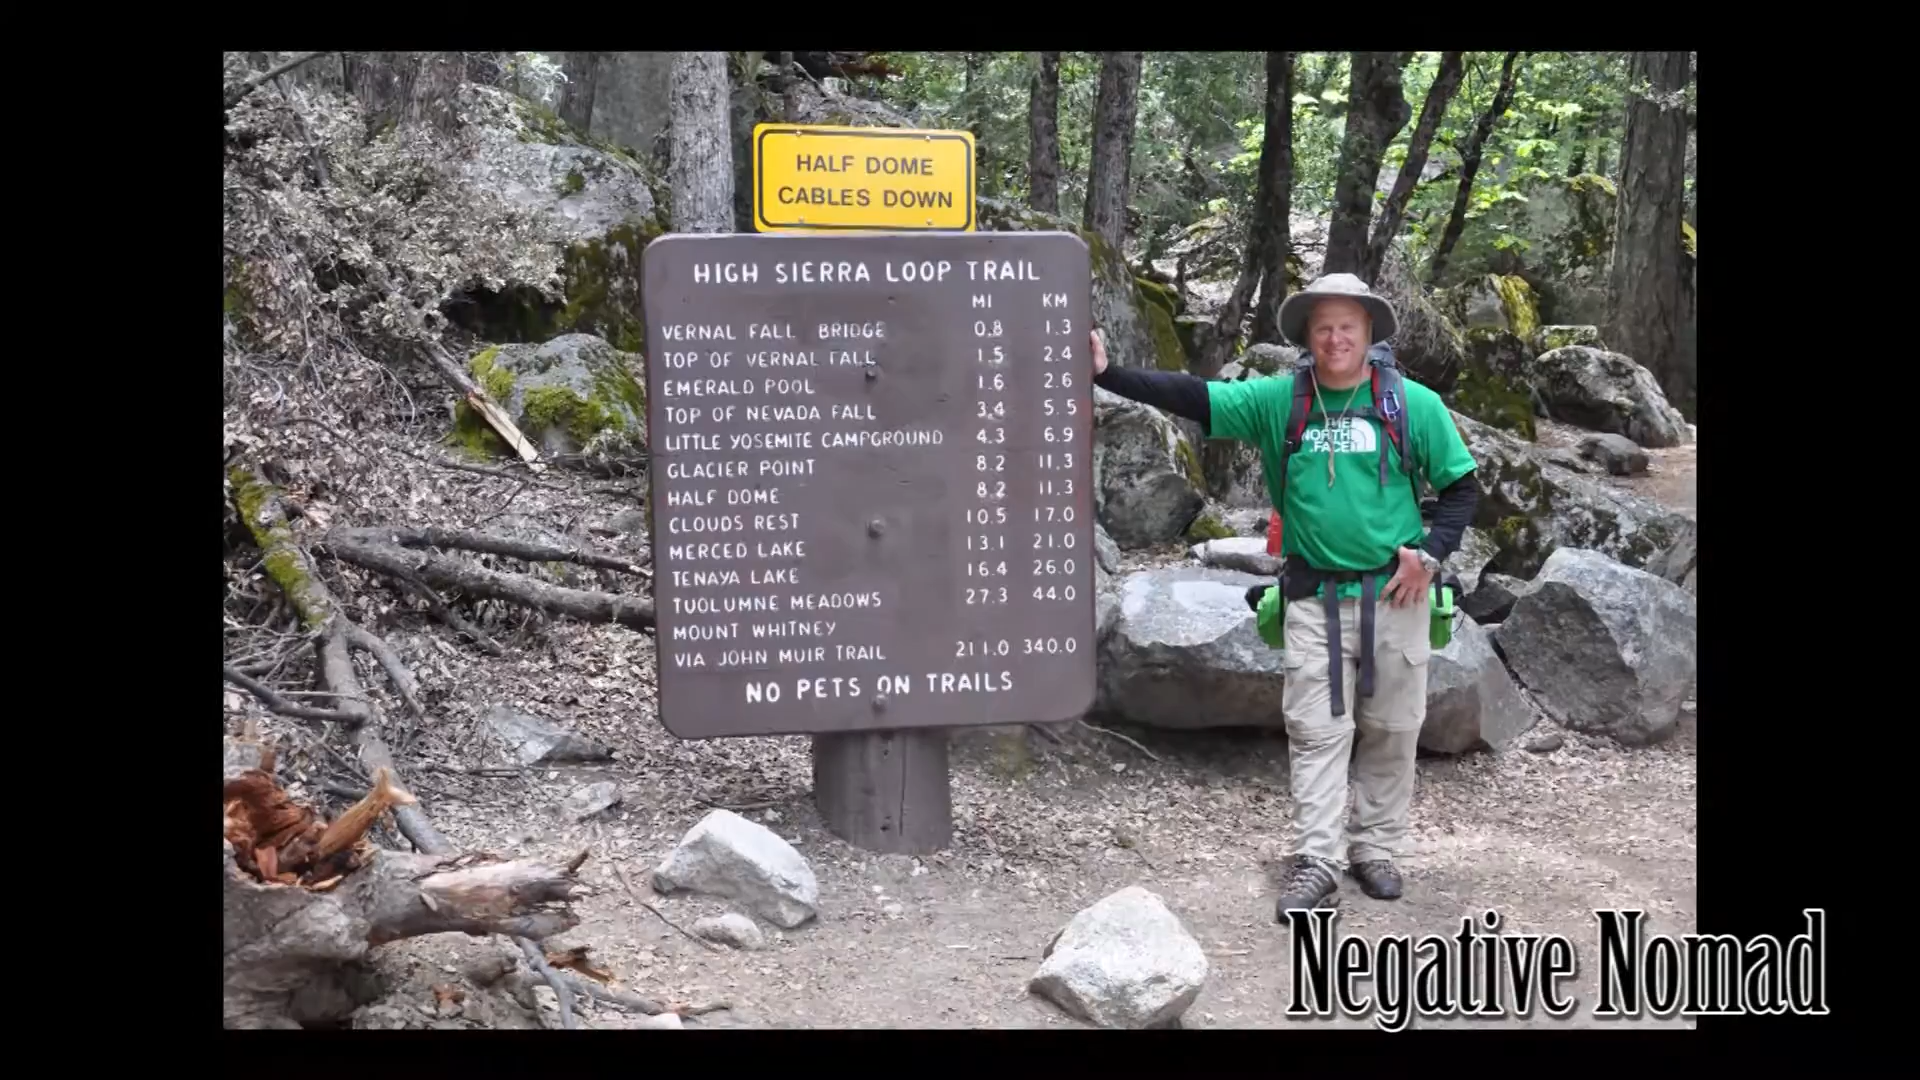 HALF DOME
CABLES DOWN
HIGH SIERRA LOOP TRAIL
MI KM
VERNAL FALL BRIDGE 0.8 1.3
TOP OF VERNAL FALL 1.5 2.4
EMERALD POOL 1.6 2.6
TOP OF NEVADA FALL 3.4 5.5
LITTLE YOSEMITE CAMPGROUND 4.3 6.9
GLACIER POINT 8.2 11.3
HALF DOME 8.2 11.3
CLOUDS REST 10.5 17.0
MERCED LAKE 13.1 21.0
TENAYA LAKE 16.4 26.0
TUOLUMNE MEADOWS 27.3 44.0
MOUNT WHITNEY
VIA JOHN MUIR TRAIL 211.0 340.0
NO PETS ON TRAILS
THE
NORTH
FACE
Negative Nomad